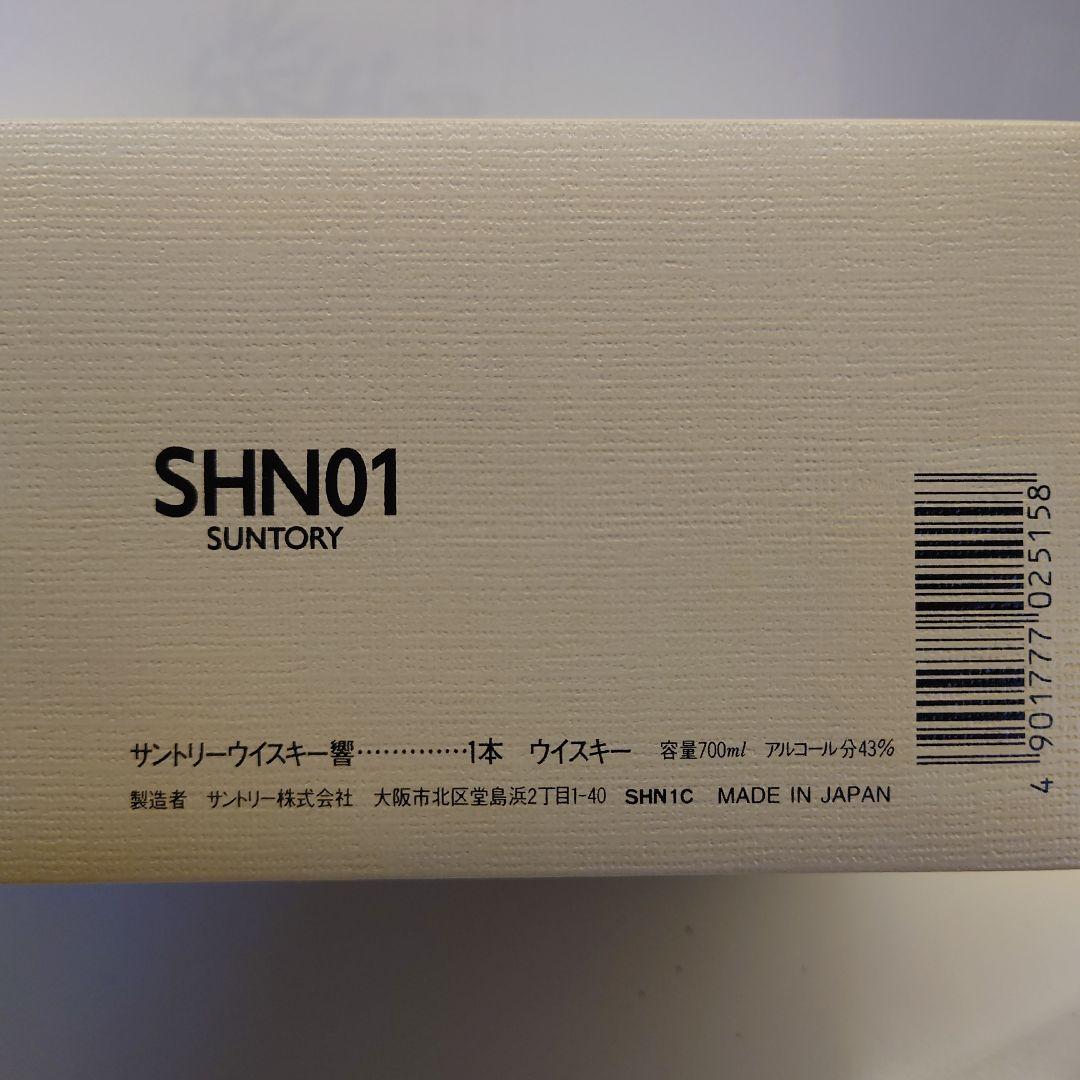 SHN01
SUNTORY
サントリーウイスキー響·············1本 ウイスキー 容量700ml アルコール分43%
製造者 サントリー株式会社 大阪市北区堂島浜2丁目1-40 SHN1C MADE IN JAPAN
4 901777 025158